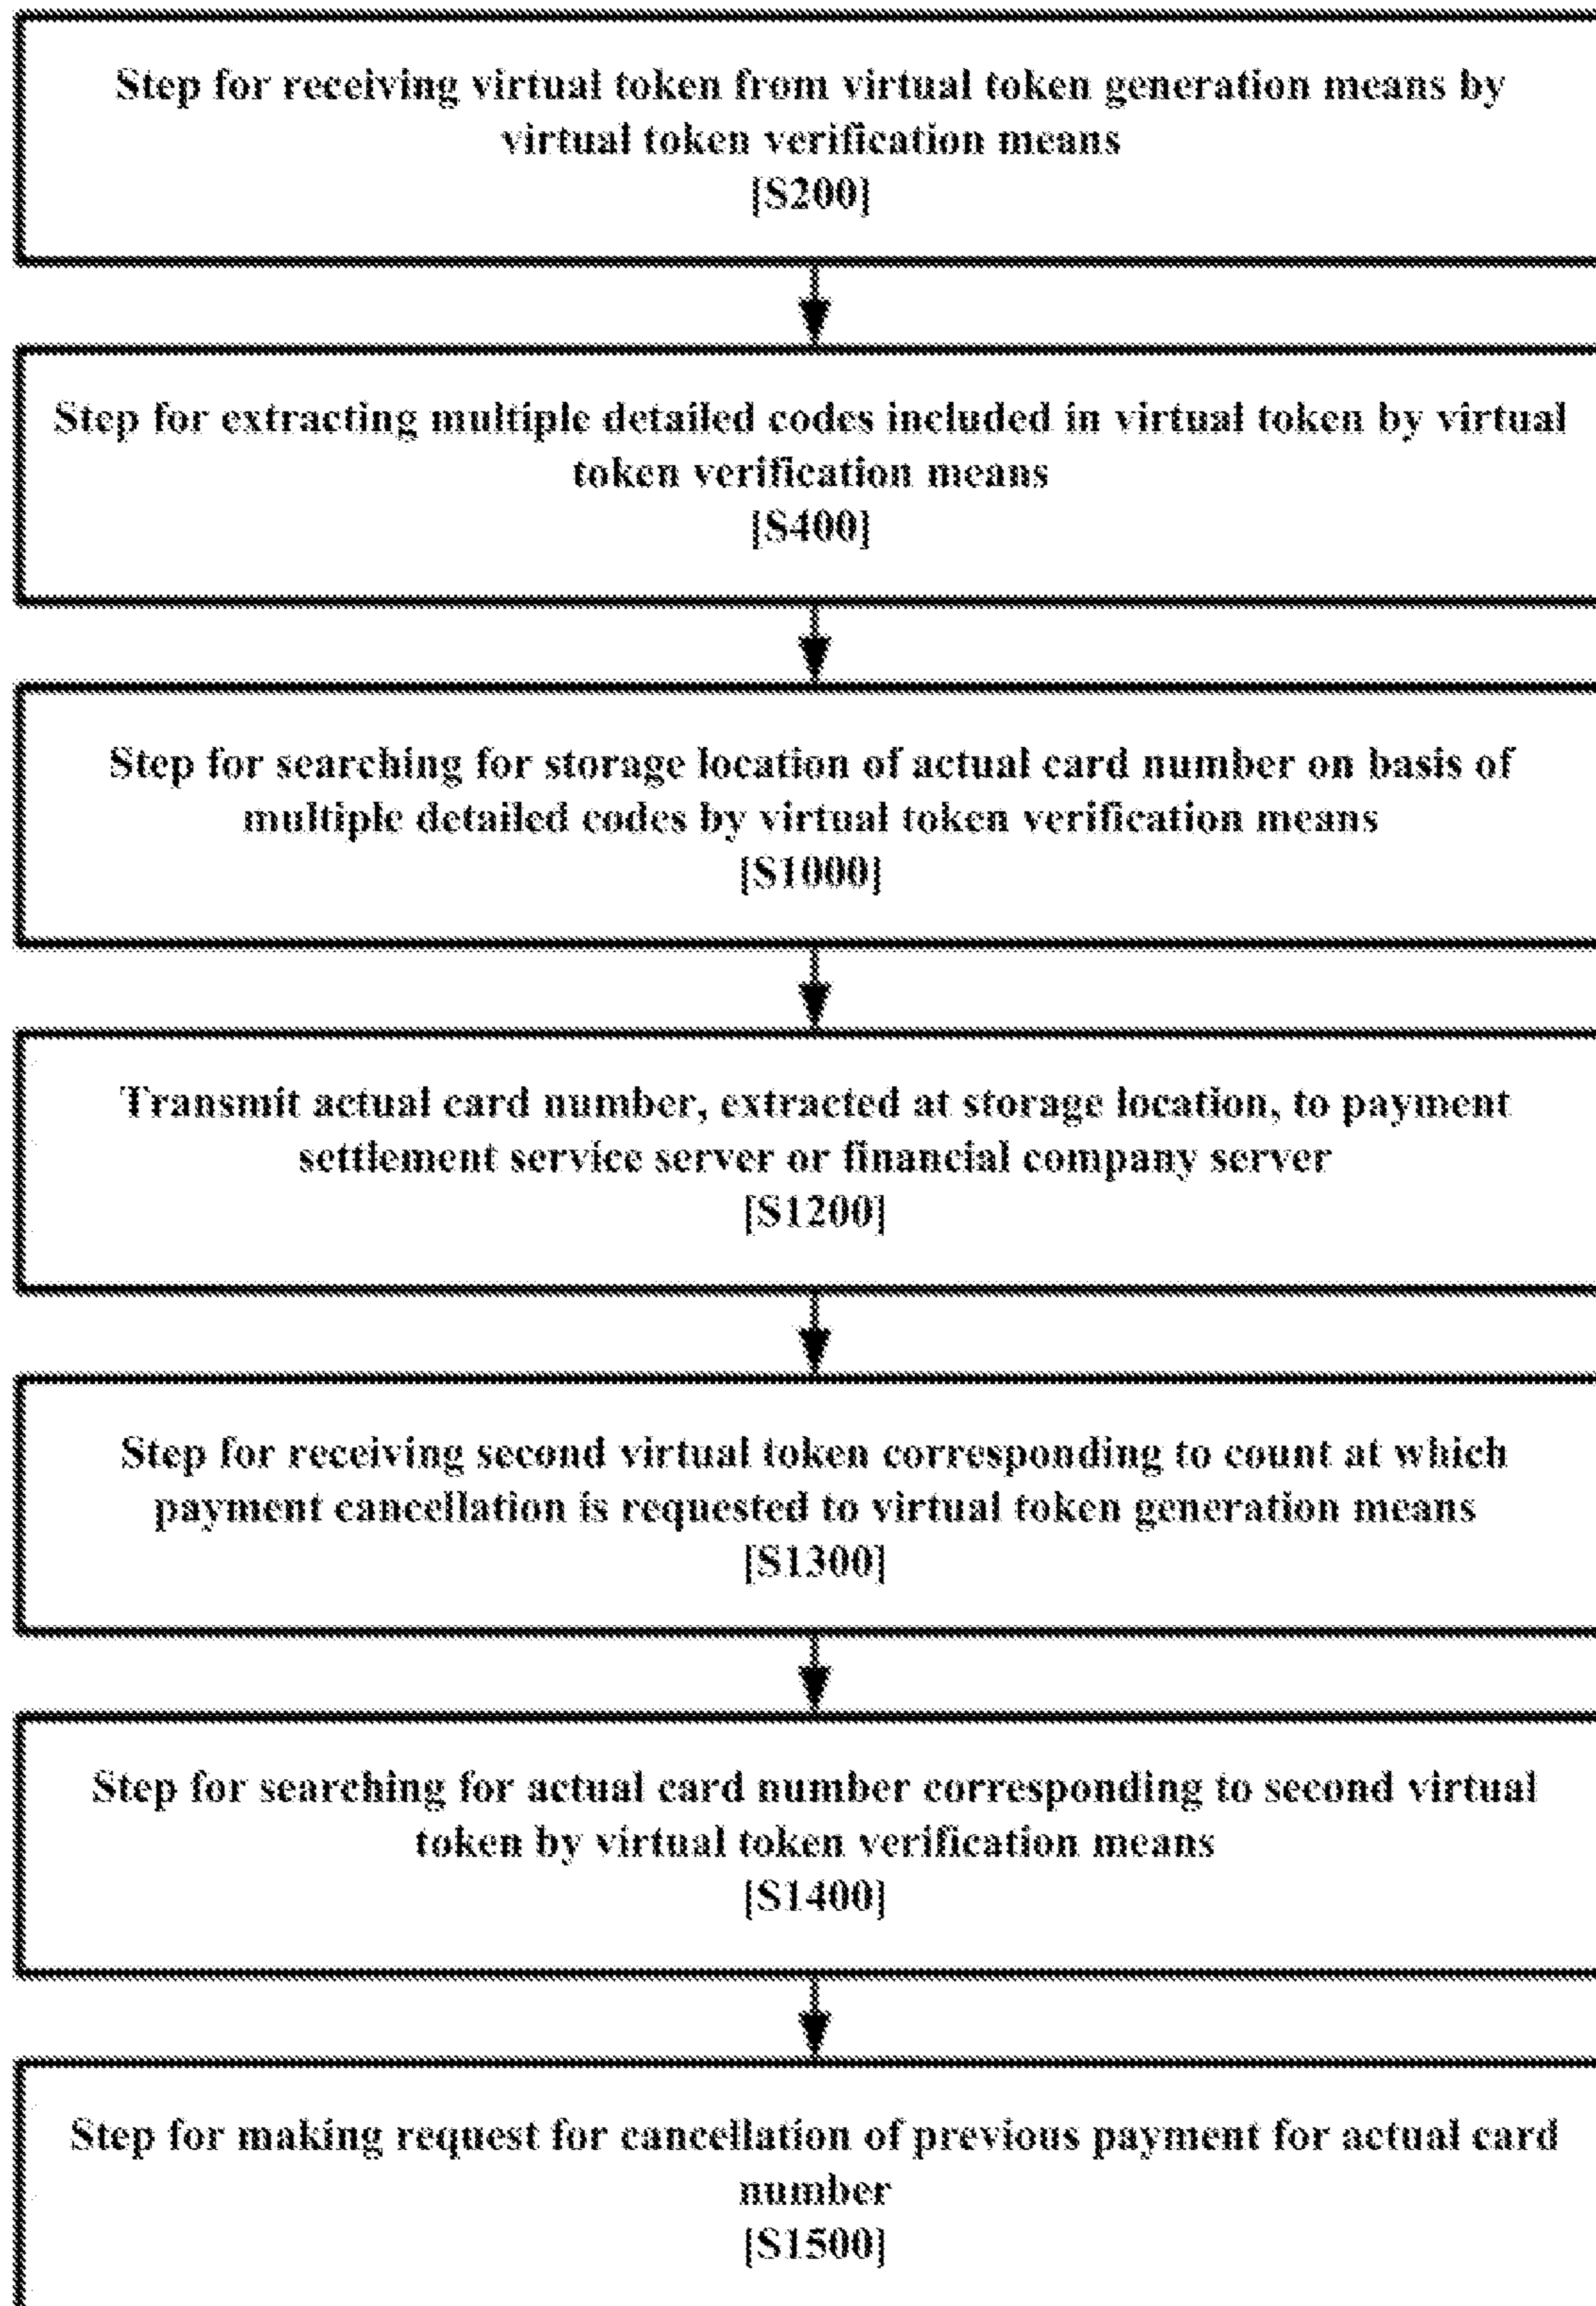 Step for receiving virtual token from virtual token generation means by
virtual token verification means
[S200]
Step for extracting multiple detailed codes included in virtual token by virtual
token verification means
[S400]
Step for searching for storage location of actual card number on basis of
multiple detailed codes by virtual token verification means
[S1000]
Transmit actual card number, extracted at storage location, to payment
settlement service server or financial company server
[S1200]
Step for receiving second virtual token corresponding to count at which
payment cancellation is requested to virtual token generation means
[S1300]
Step for searching for actual card number corresponding to second virtual
token by virtual token verification means
[S1400]
Step for making request for cancellation of previous payment for actual card
number
[S1500]